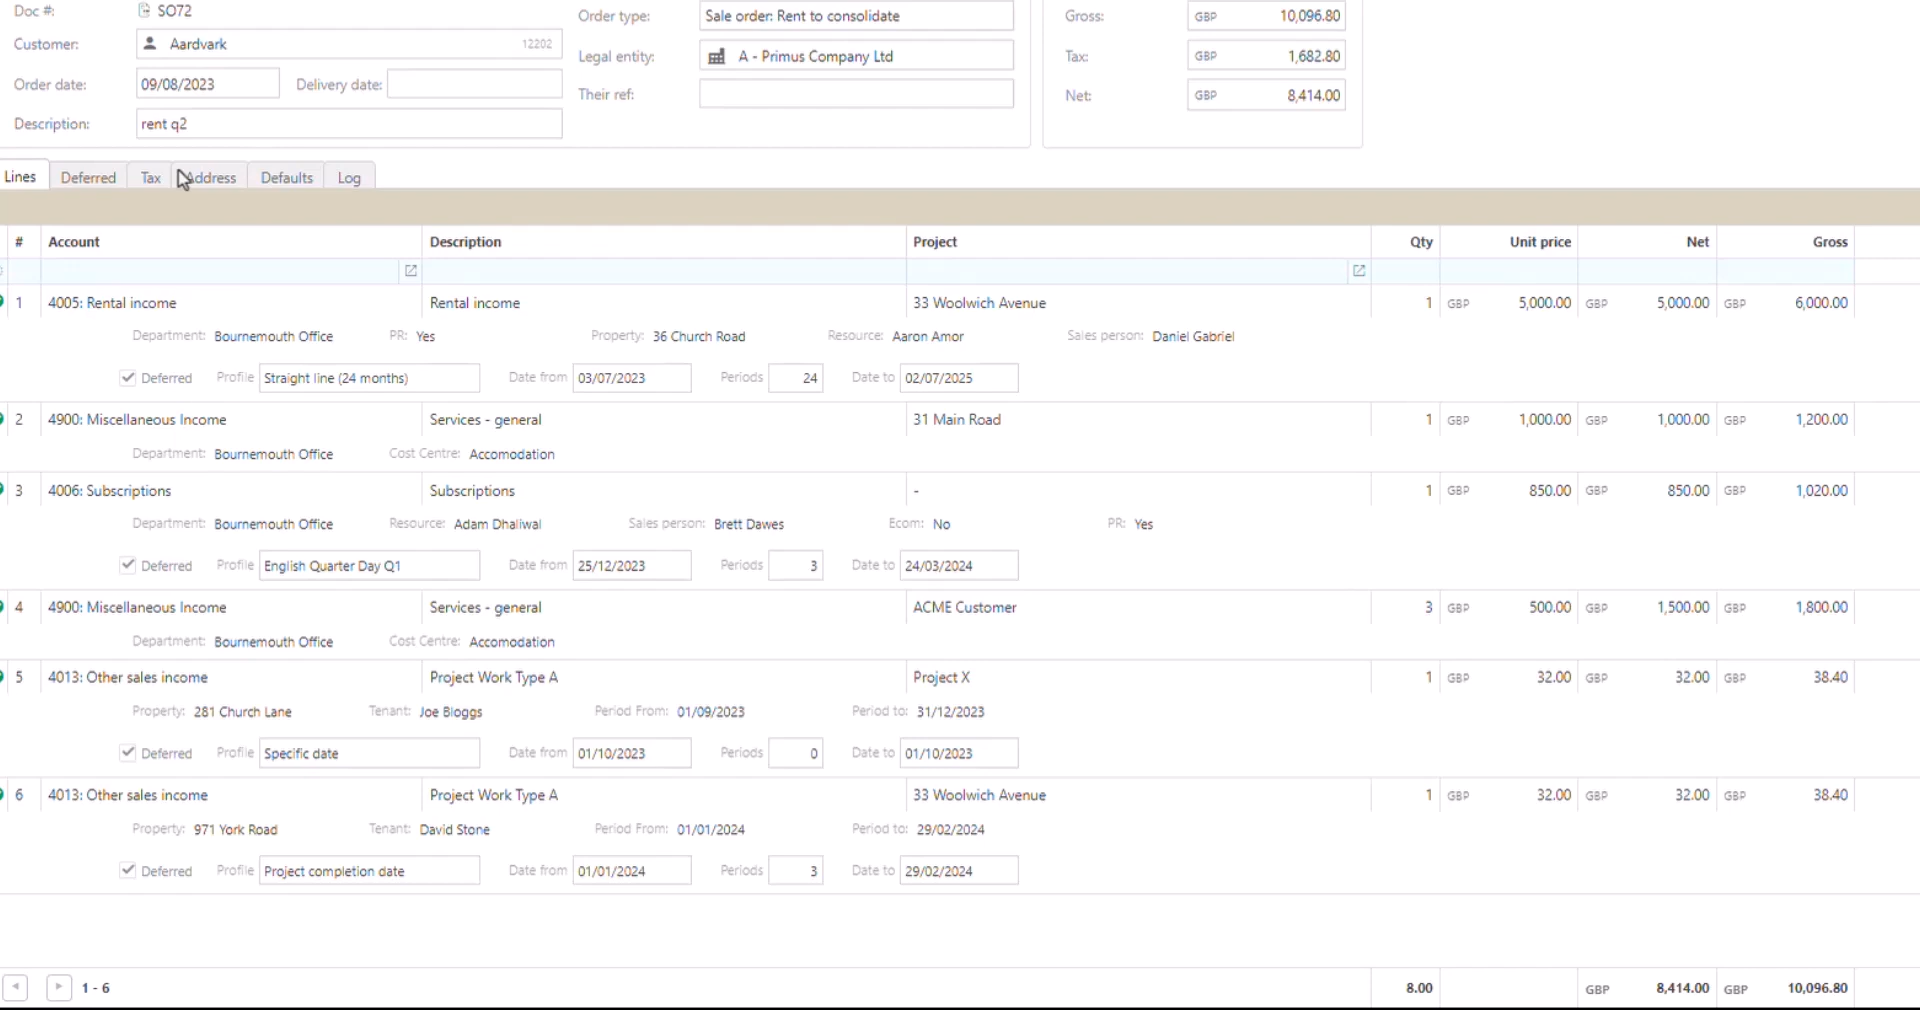 Doc #: SO72
Order type: Sale order: Rent to consolidate
Gross: GBP 10,096.80
Customer: Aardvark 12202
Legal entity: A - Primus Company Ltd
Tax: GBP 1,682.80
Order date: 09/08/2023 Delivery date:
Their ref:
Net: GBP 8,414.00
Description: rent q2
Lines Deferred Tax Address Defaults Log
# Account Description Project Qty Unit price Net Gross
1 4005: Rental income Rental income 33 Woolwich Avenue 1 GBP 5,000.00 GBP 5,000.00 GBP 6,000.00
Department: Bournemouth Office PR: Yes Property: 36 Church Road Resource: Aaron Amor Sales person: Daniel Gabriel
Deferred Profile Straight line (24 months) Date from 03/07/2023 Periods 24 Date to 02/07/2025
2 4900: Miscellaneous Income Services - general 31 Main Road 1 GBP 1,000.00 GBP 1,000.00 GBP 1,200.00
Department: Bournemouth Office Cost Centre: Accomodation
3 4006: Subscriptions Subscriptions - 1 GBP 850.00 GBP 850.00 GBP 1,020.00
Department: Bournemouth Office Resource: Adam Dhaliwal Sales person: Brett Dawes Ecom: No PR: Yes
Deferred Profile English Quarter Day Q1 Date from 25/12/2023 Periods 3 Date to 24/03/2024
4 4900: Miscellaneous Income Services - general ACME Customer 3 GBP 500.00 GBP 1,500.00 GBP 1,800.00
Department: Bournemouth Office Cost Centre: Accomodation
5 4013: Other sales income Project Work Type A Project X 1 GBP 32.00 GBP 32.00 GBP 38.40
Property: 281 Church Lane Tenant: Joe Bloggs Period From: 01/09/2023 Period to: 31/12/2023
Deferred Profile Specific date Date from 01/10/2023 Periods 0 Date to 01/10/2023
6 4013: Other sales income Project Work Type A 33 Woolwich Avenue 1 GBP 32.00 GBP 32.00 GBP 38.40
Property: 971 York Road Tenant: David Stone Period From: 01/01/2024 Period to: 29/02/2024
Deferred Profile Project completion date Date from 01/01/2024 Periods 3 Date to 29/02/2024
1 - 6 8.00 GBP 8,414.00 GBP 10,096.80